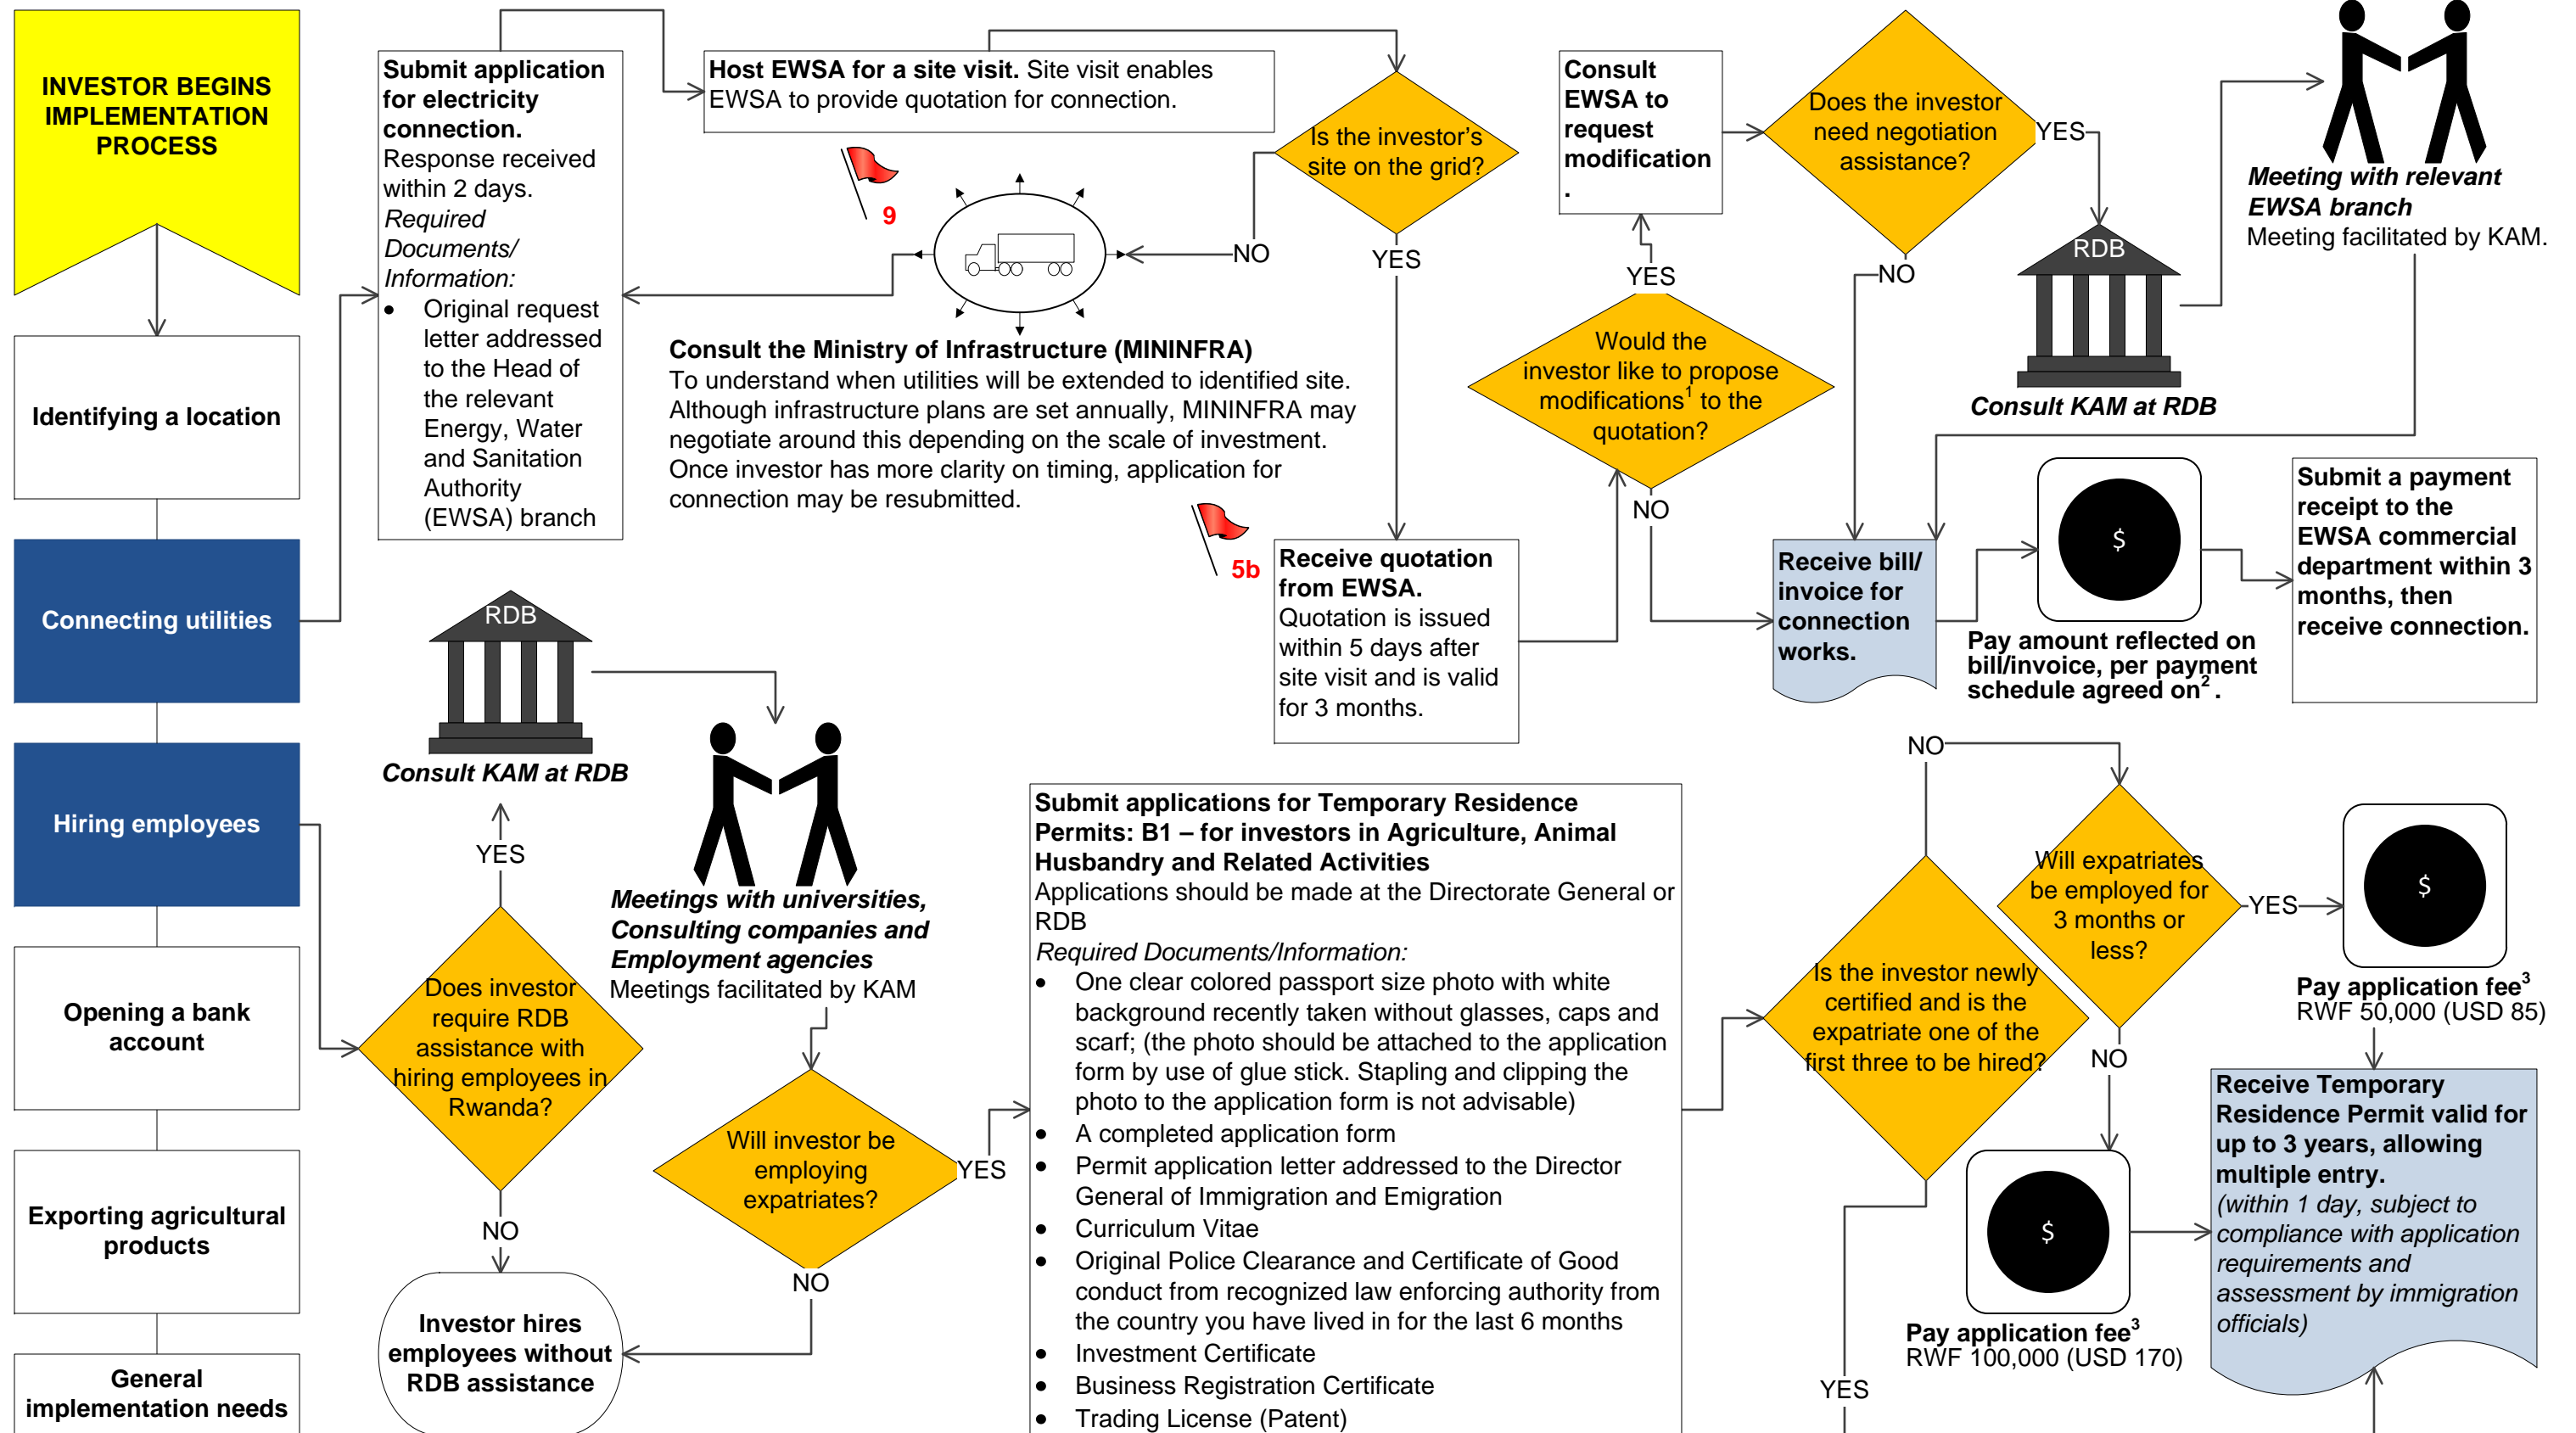 INVESTOR BEGINS
IMPLEMENTATION
PROCESS
Identifying a location
Connecting utilities
Hiring employees
Opening a bank
account
Exporting agricultural
products
General
implementation needs
Submit application
for electricity
connection.
Response received
within 2 days.
Required
Documents/
Information:
• Original request
letter addressed
to the Head of
the relevant
Energy, Water
and Sanitation
Authority
(EWSA) branch
Host EWSA for a site visit. Site visit enables
EWSA to provide quotation for connection.
9
Is the investor's
site on the grid?
NO
YES
Consult the Ministry of Infrastructure (MININFRA)
To understand when utilities will be extended to identified site.
Although infrastructure plans are set annually, MININFRA may
negotiate around this depending on the scale of investment.
Once investor has more clarity on timing, application for
connection may be resubmitted.
5b
Receive quotation
from EWSA.
Quotation is issued
within 5 days after
site visit and is valid
for 3 months.
Would the
investor like to propose
modifications1 to the
quotation?
YES
NO
Consult
EWSA to
request
modification
.
Does the investor
need negotiation
assistance?
YES
NO
RDB
Consult KAM at RDB
Meeting with relevant
EWSA branch
Meeting facilitated by KAM.
Receive bill/
invoice for
connection
works.
$
Pay amount reflected on
bill/invoice, per payment
schedule agreed on2 .
Submit a payment
receipt to the
EWSA commercial
department within 3
months, then
receive connection.
Does investor
require RDB
assistance with
hiring employees in
Rwanda?
YES
NO
RDB
Consult KAM at RDB
Meetings with universities,
Consulting companies and
Employment agencies
Meetings facilitated by KAM
Investor hires
employees without
RDB assistance
Will investor be
employing
expatriates?
YES
NO
Submit applications for Temporary Residence
Permits: B1 – for investors in Agriculture, Animal
Husbandry and Related Activities
Applications should be made at the Directorate General or
RDB
Required Documents/Information:
• One clear colored passport size photo with white
background recently taken without glasses, caps and
scarf; (the photo should be attached to the application
form by use of glue stick. Stapling and clipping the
photo to the application form is not advisable)
• A completed application form
• Permit application letter addressed to the Director
General of Immigration and Emigration
• Curriculum Vitae
• Original Police Clearance and Certificate of Good
conduct from recognized law enforcing authority from
the country you have lived in for the last 6 months
• Investment Certificate
• Business Registration Certificate
• Trading License (Patent)
Is the investor newly
certified and is the
expatriate one of the
first three to be hired?
NO
YES
Will expatriates
be employed for
3 months or
less?
YES
NO
$
Pay application fee3
RWF 50,000 (USD 85)
$
Pay application fee3
RWF 100,000 (USD 170)
Receive Temporary
Residence Permit valid for
up to 3 years, allowing
multiple entry.
(within 1 day, subject to
compliance with application
requirements and
assessment by immigration
officials)